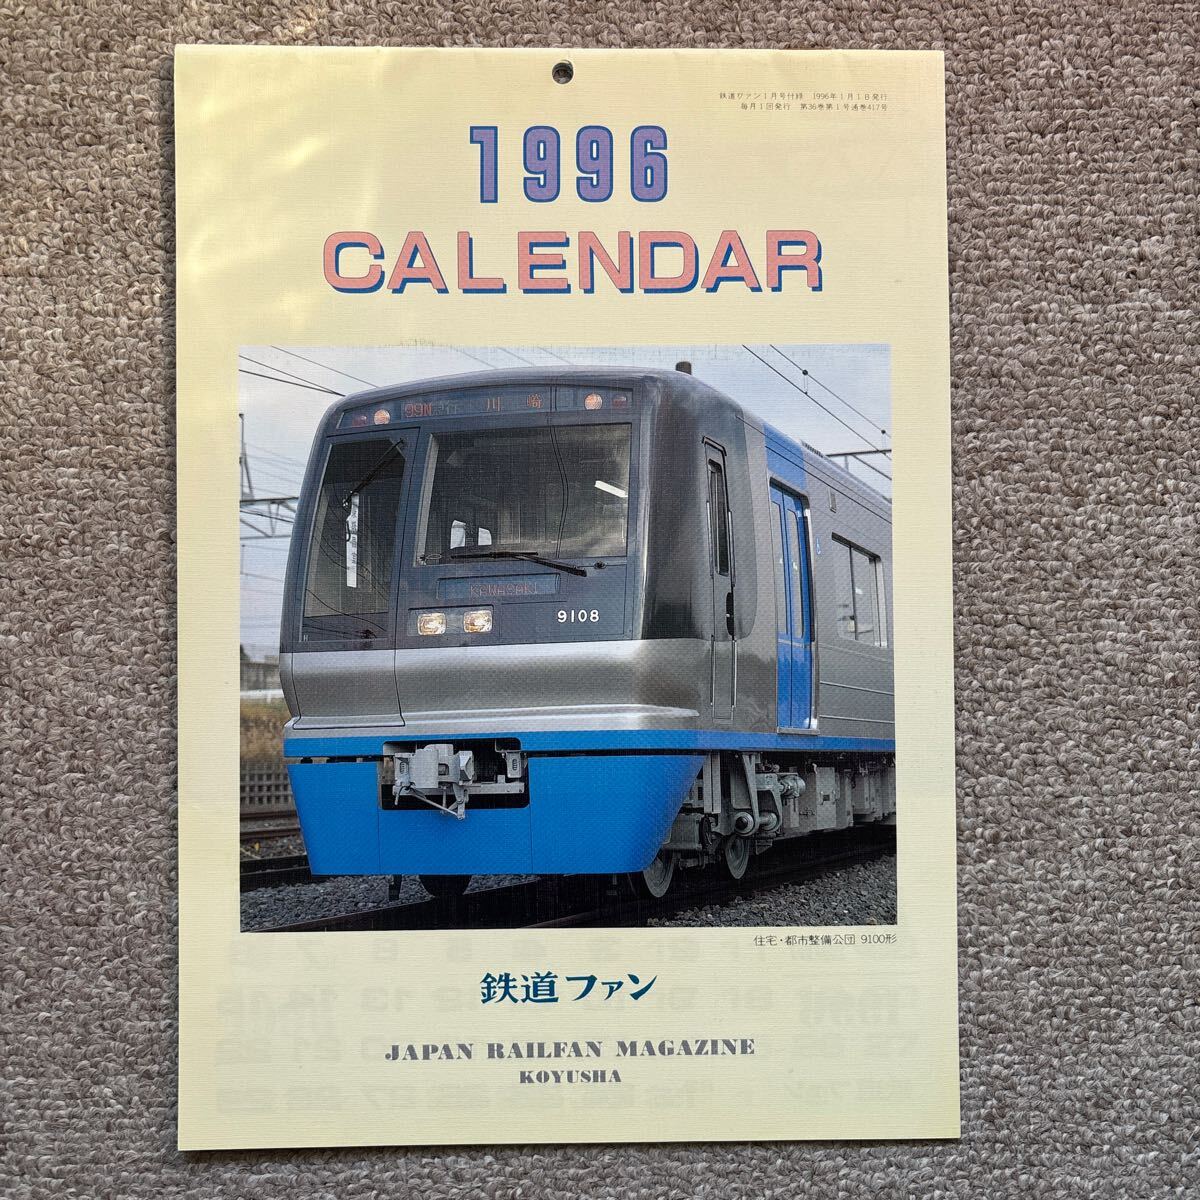 鉄道ファン1月号付録 1996年1月1日発行
毎月1回発行 第36巻第1号通巻417号
1996
CALENDAR
99N 急行 川崎
KAWASAKI
9108
住宅・都市整備公団 9100形
鉄道ファン
JAPAN RAILFAN MAGAZINE
KOYUSHA